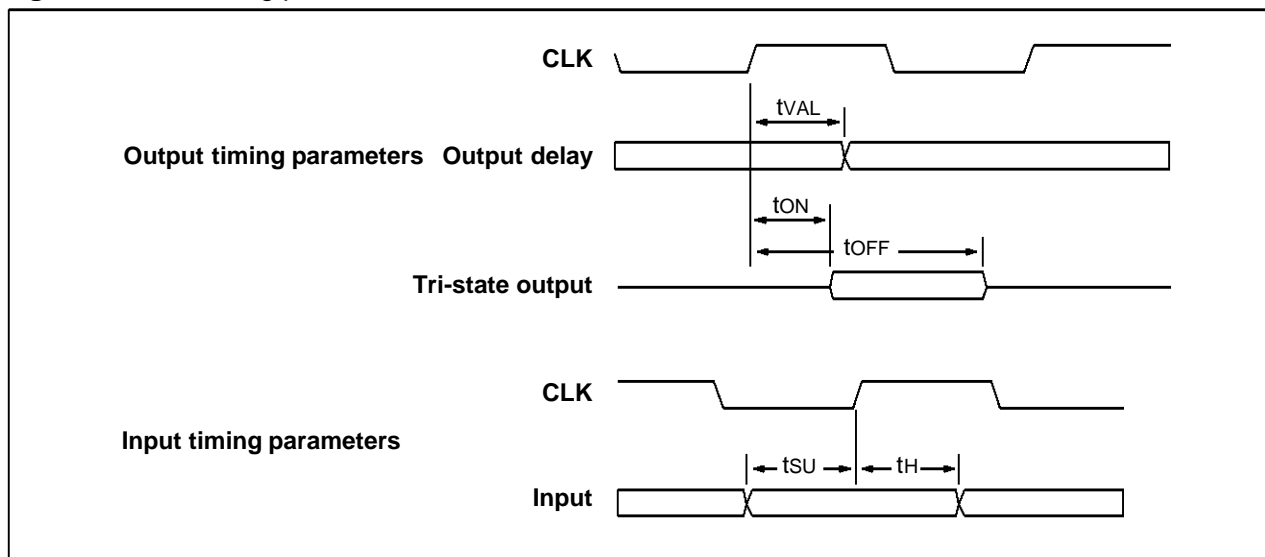 CLK
tVAL
Output timing parameters Output delay
tON
tOFF
Tri-state output
CLK
Input timing parameters
tSU tH
Input